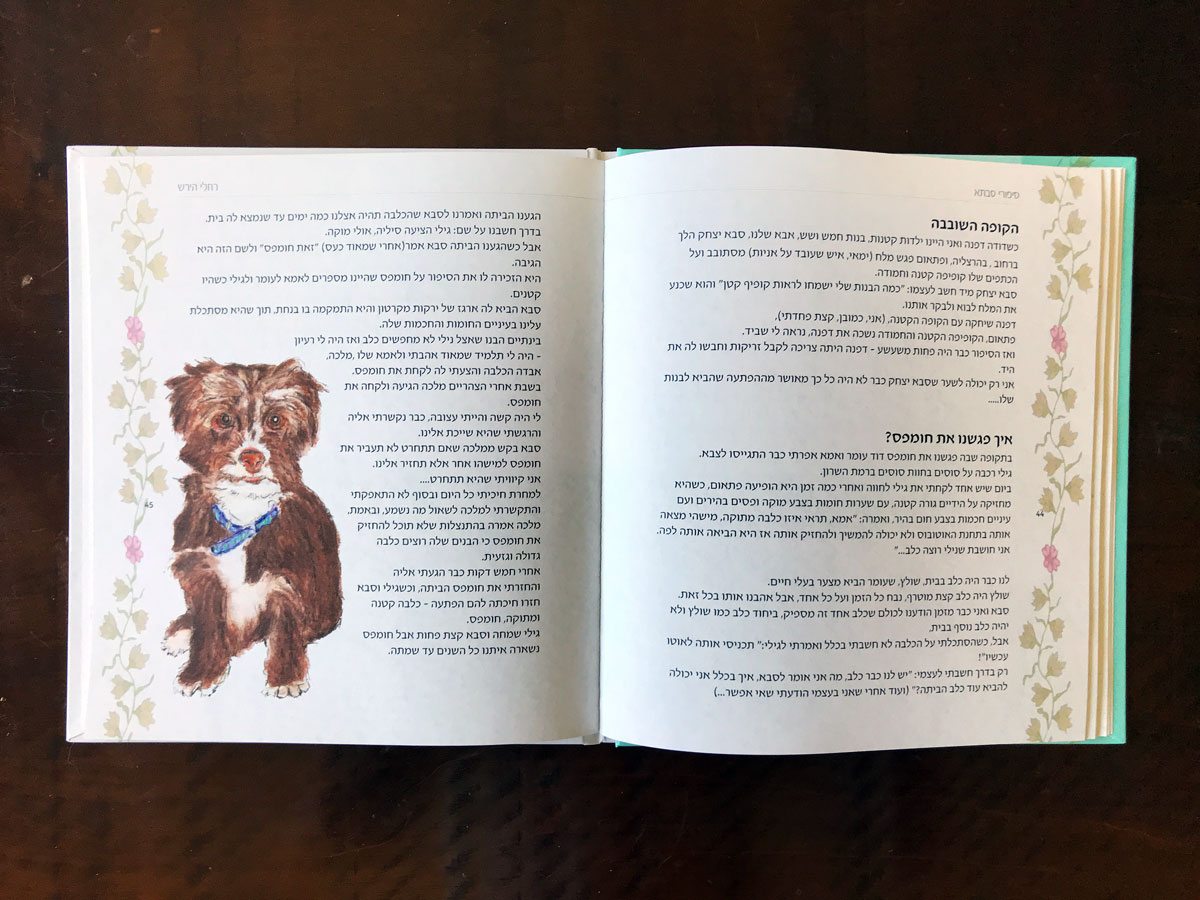 סיפורי סבתא
הקופה השובבה
כשדודה דפנה ואני היינו ילדות קטנות, בנות חמש ושש, אבא שלנו, סבא יצחק הלך
ברחוב , בהרצליה, ופתאום פגש מלח (ימאי, איש שעובד על אניות) מסתובב ועל
הכתפים שלו קופיפה קטנה וחמודה.
סבא יצחק מיד חשב לעצמו: "כמה הבנות שלי ישמחו לראות קופיף קטן" והוא שכנע
את המלח לבוא ולבקר אותנו.
דפנה שיחקה עם הקופה הקטנה, (אני, כמובן, קצת פחדתי),
פתאום, הקופיפה הקטנה והחמודה נשכה את דפנה, נראה לי שביד.
ואז הסיפור כבר היה פחות משעשע - דפנה היתה צריכה לקבל זריקות וחבשו לה את
היד.
אני רק יכולה לשער שסבא יצחק כבר לא היה כל כך מאושר מההפתעה שהביא לבנות
שלו.....
איך פגשנו את חומפס?
בתקופה שבה פגשנו את חומפס דוד עומר ואמא אפרתי כבר התגייסו לצבא.
גילי רכבה על סוסים בחוות סוסים ברמת השרון.
ביום שיש אחד לקחתי את גילי לחווה ואחרי כמה זמן היא הופיעה פתאום, כשהיא
מחזיקה על הידיים גורה קטנה, עם שערות חומות בצבע מוקה ופסים בהירים ועם
עיניים חכמות בצבע חום בהיר, ואמרה: "אמא, תראי איזו כלבה מתוקה, מישהי מצאה
אותה בתחנת האוטובוס ולא יכולה להמשיך ולהחזיק אותה אז היא הביאה אותה לפה.
אני חושבת שנילי רוצה כלב..."
לנו כבר היה כלב בבית, שולץ, שעומר הביא מצער בעלי חיים.
שולץ היה כלב קצת מוטרף, נבח כל הזמן ועל כל אחד, אבל אהבנו אותו בכל זאת.
סבא ואני כבר מזמן הודענו לכולם שכלב אחד זה מספיק, ביחוד כלב כמו שולץ ולא
יהיה כלב נוסף בבית,
אבל, כשהסתכלתי על הכלבה לא חשבתי בכלל ואמרתי לגילי:" תכניסי אותה לאוטו
עכשיו"!
רק בדרך חשבתי לעצמי: "יש לנו כבר כלב, מה אני אומר לסבא, איך בכלל אני יכולה
להביא עוד כלב הביתה?" (ועוד אחרי שאני בעצמי הודעתי שאי אפשר...)
44
רחלי הירש
הגענו הביתה ואמרנו לסבא שהכלבה תהיה אצלנו כמה ימים עד שנמצא לה בית.
בדרך חשבנו על שם: גילי הציעה סיליה, אולי מוקה.
אבל כשהגענו הביתה סבא אמר(אחרי שמאוד כעס) "זאת חומפס" ולשם הזה היא
הגיבה.
היא הזכירה לו את הסיפור על חומפס שהיינו מספרים לאמא לעומר ולגילי כשהיו
קטנים.
סבא הביא לה ארגז של ירקות מקרטון והיא התמקמה בו בנחת, תוך שהיא מסתכלת
עלינו בעיניים החומות והחכמות שלה.
בינתיים הבנו שאצל נילי לא מחפשים כלב ואז היה לי רעיון
- היה לי תלמיד שמאוד אהבתי ולאמא שלו ,מלכה,
אבדה הכלבה והצעתי לה לקחת את חומפס.
בשבת אחרי הצהריים מלכה הגיעה ולקחה את
חומפס.
לי היה קשה והייתי עצובה, כבר נקשרתי אליה
והרגשתי שהיא שייכת אלינו.
סבא בקש ממלכה שאם תתחרט לא תעביר את
חומפס למישהו אחר אלא תחזיר אלינו.
אני קיוויתי שהיא תתחרט....
למחרת חיכיתי כל היום ובסוף לא התאפקתי
והתקשרתי למלכה לשאול מה נשמע, ובאמת,
מלכה אמרה בהתנצלות שלא תוכל להחזיק
את חומפס כי הבנים שלה רוצים כלבה
גדולה וגזעית.
אחרי חמש דקות כבר הגעתי אליה
והחזרתי את חומפס הביתה, וכשגילי וסבא
חזרו חיכתה להם הפתעה - כלבה קטנה
ומתוקה, חומפס.
גילי שמחה וסבא קצת פחות אבל חומפס
נשארה איתנו כל השנים עד שמתה.
45